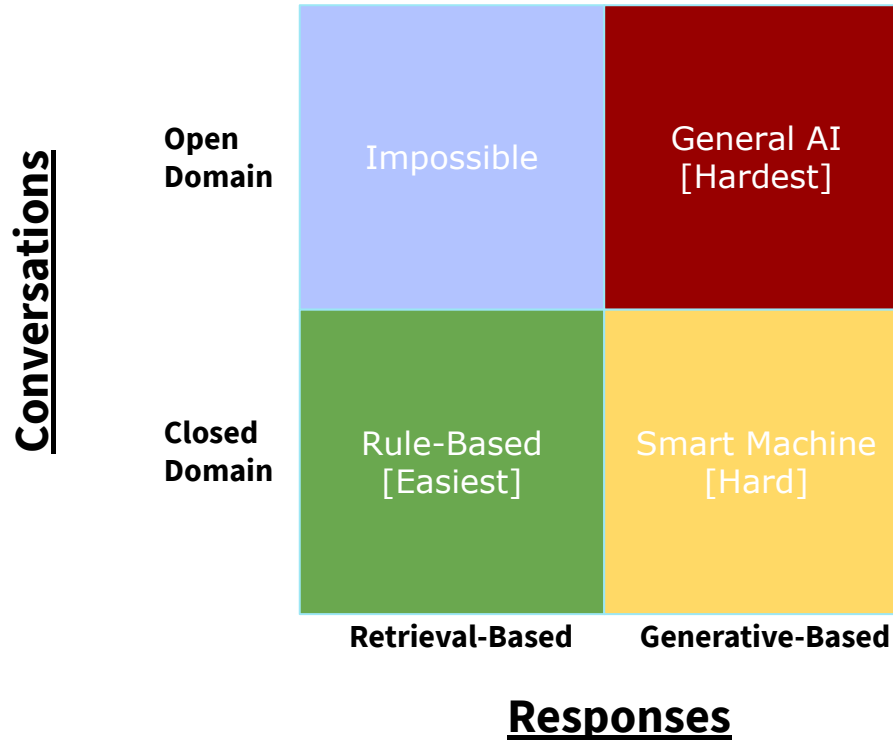 Conversations
Open
Domain
Impossible
General AI
[Hardest]
Closed
Domain
Rule-Based
[Easiest]
Smart Machine
[Hard]
Retrieval-Based
Generative-Based
Responses